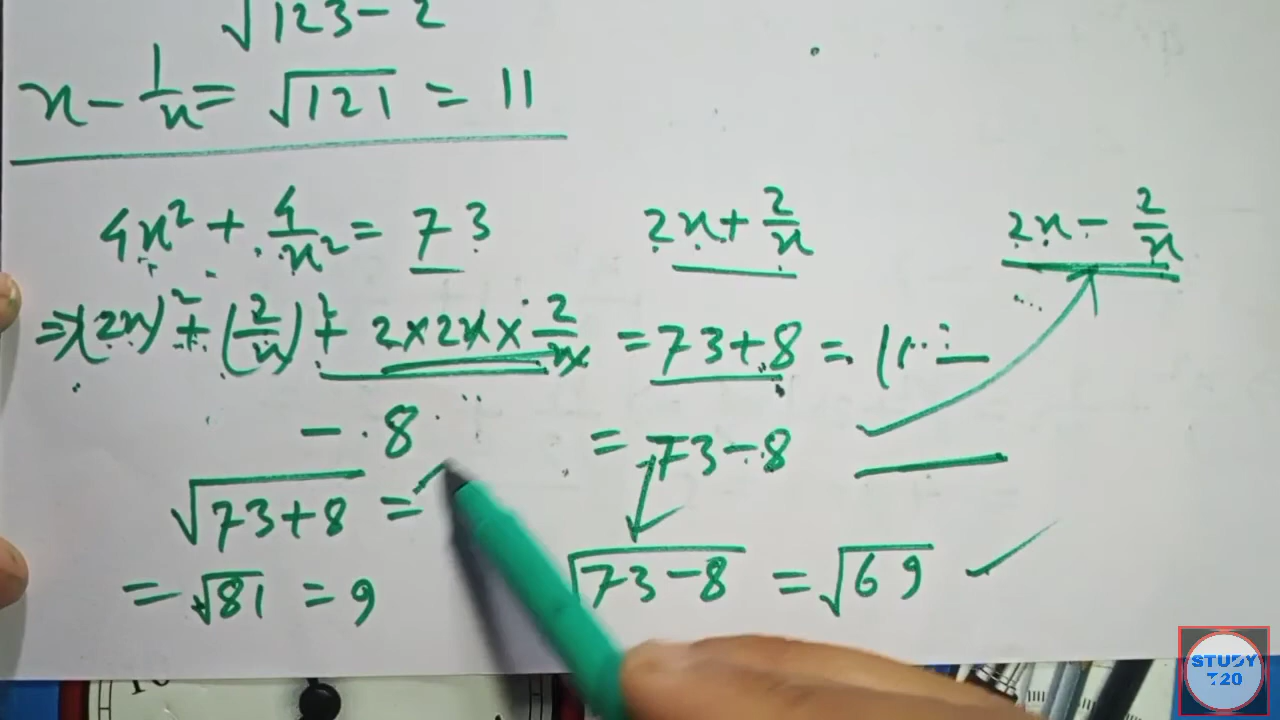 √123 - 2
x - 1/x = √121 = 11
4x² + 4/x² = 73
2x + 2/x
2x - 2/x
⇒ (2x)² + (2/x)² + 2×2x×2/x = 73+8 =
- 8
= 73-8
√73+8 =
√73-8 = √69
= √81 = 9
STUDY
T20